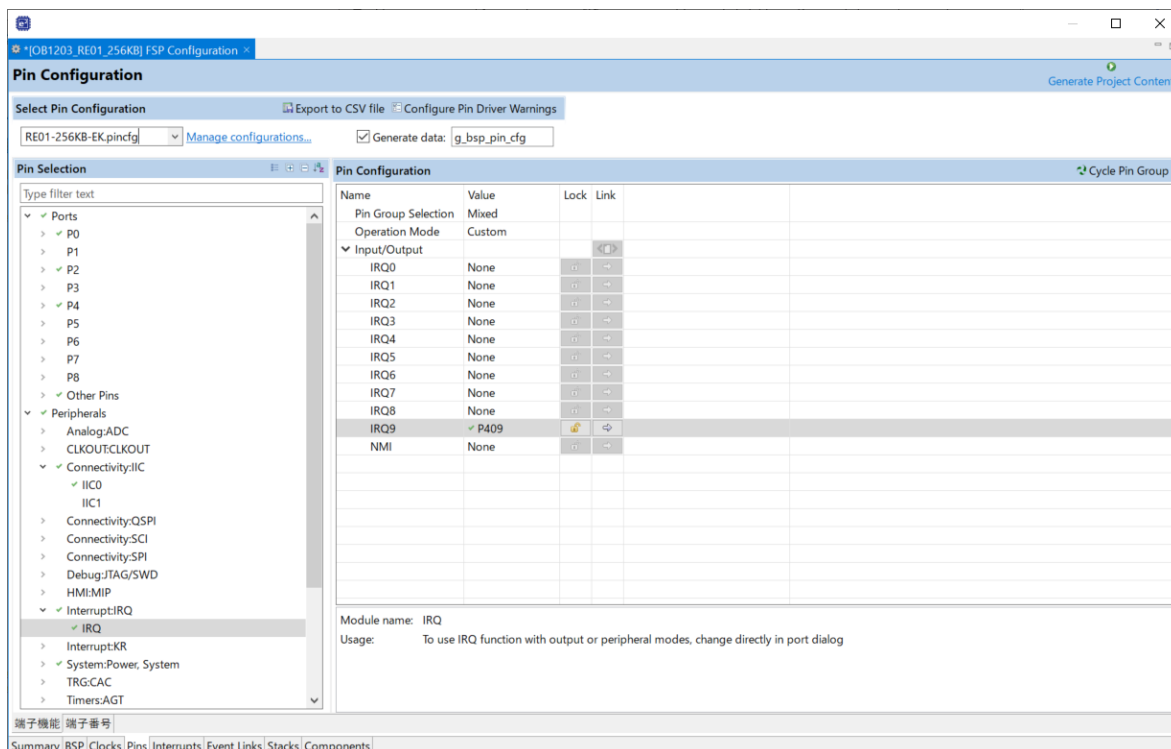 *[OB1203_RE01_256KB] FSP Configuration ×
Pin Configuration
Generate Project Content
Select Pin Configuration
Export to CSV file
Configure Pin Driver Warnings
RE01-256KB-EK.pincfg
Manage configurations...
Generate data:
g_bsp_pin_cfg
Pin Selection
Type filter text
Ports
P0
P1
P2
P3
P4
P5
P6
P7
P8
Other Pins
Peripherals
Analog:ADC
CLKOUT:CLKOUT
Connectivity:IIC
IIC0
IIC1
Connectivity:QSPI
Connectivity:SCI
Connectivity:SPI
Debug:JTAG/SWD
HMI:MIP
Interrupt:IRQ
IRQ
Interrupt:KR
System:Power, System
TRG:CAC
Timers:AGT
Pin Configuration
Cycle Pin Group
Name Value Lock Link
Pin Group Selection Mixed
Operation Mode Custom
Input/Output
IRQ0 None
IRQ1 None
IRQ2 None
IRQ3 None
IRQ4 None
IRQ5 None
IRQ6 None
IRQ7 None
IRQ8 None
IRQ9 P409
NMI None
Module name: IRQ
Usage: To use IRQ function with output or peripheral modes, change directly in port dialog
端子機能 端子番号
Summary BSP Clocks Pins Interrupts Event Links Stacks Components